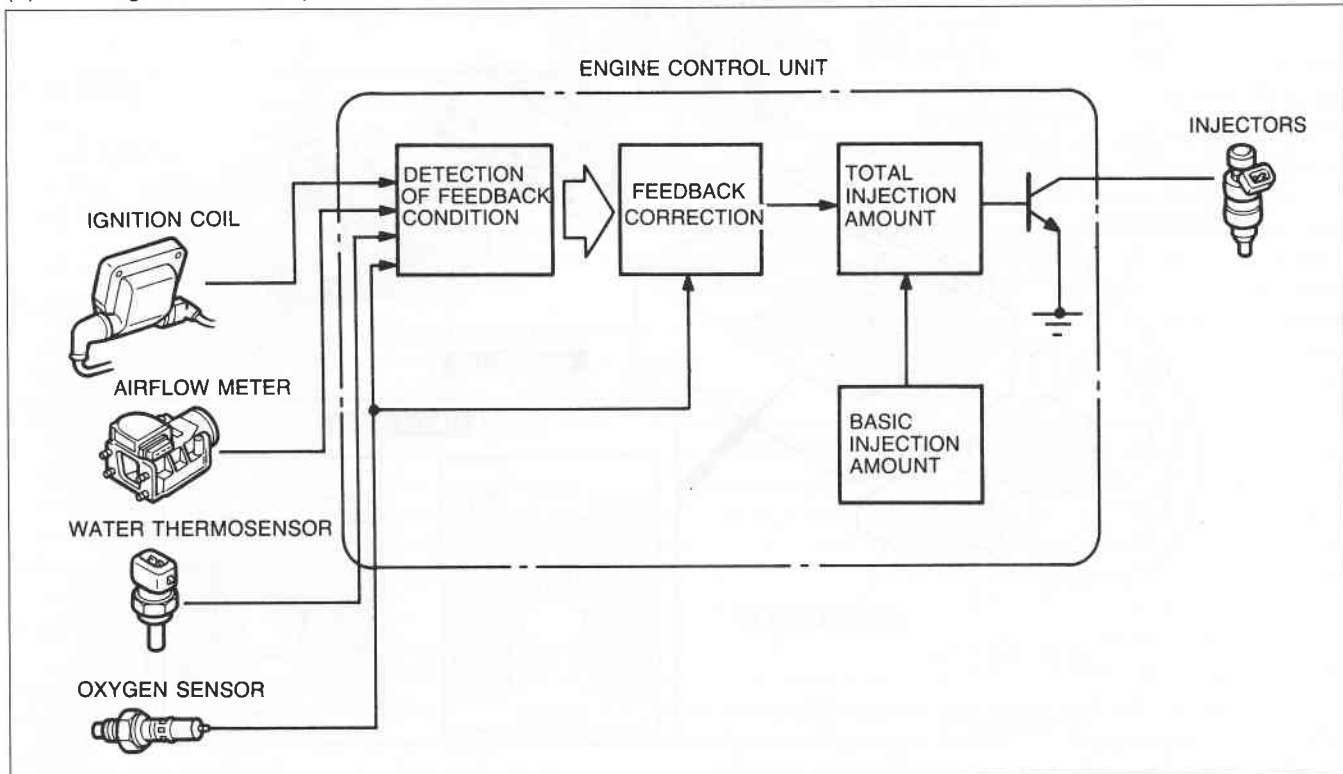 ENGINE CONTROL UNIT
INJECTORS
DETECTION
OF FEEDBACK
CONDITION
FEEDBACK
CORRECTION
TOTAL
INJECTION
AMOUNT
IGNITION COIL
AIRFLOW METER
BASIC
INJECTION
AMOUNT
WATER THERMOSENSOR
OXYGEN SENSOR